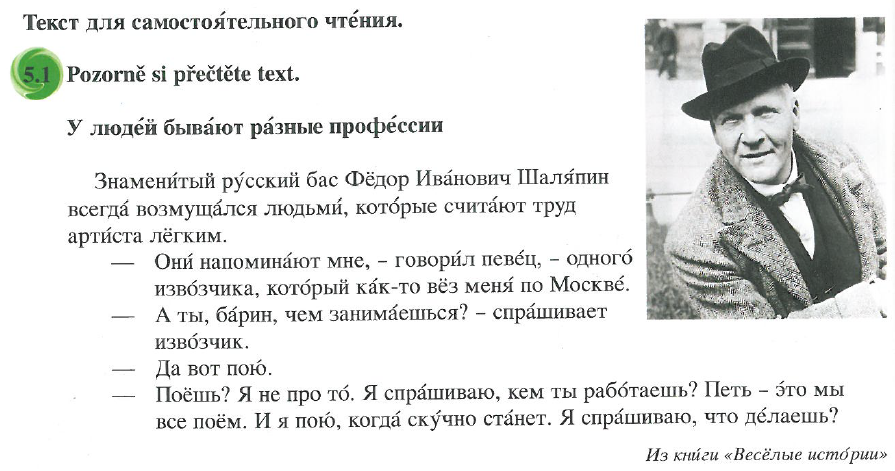 Текст для самостоя́тельного чте́ния.
5.1 Pozorně si přečtěte text.
У люде́й быва́ют ра́зные профе́ссии
Знамени́тый ру́сский бас Фёдор Ива́нович Шаля́пин
всегда́ возмуща́лся людьми́, кото́рые счита́ют труд
арти́ста лёгким.
— Они́ напомина́ют мне, – говори́л певе́ц, – одного́
изво́зчика, кото́рый ка́к-то вёз меня́ по Москве́.
— А ты, ба́рин, чем занима́ешься? – спра́шивает
изво́зчик.
— Да вот пою́.
— Поёшь? Я не про то́. Я спра́шиваю, кем ты рабо́таешь? Петь – э́то мы
все поём. И я пою́, когда́ ску́чно ста́нет. Я спра́шиваю, что де́лаешь?
Из кни́ги «Весёлые исто́рии»